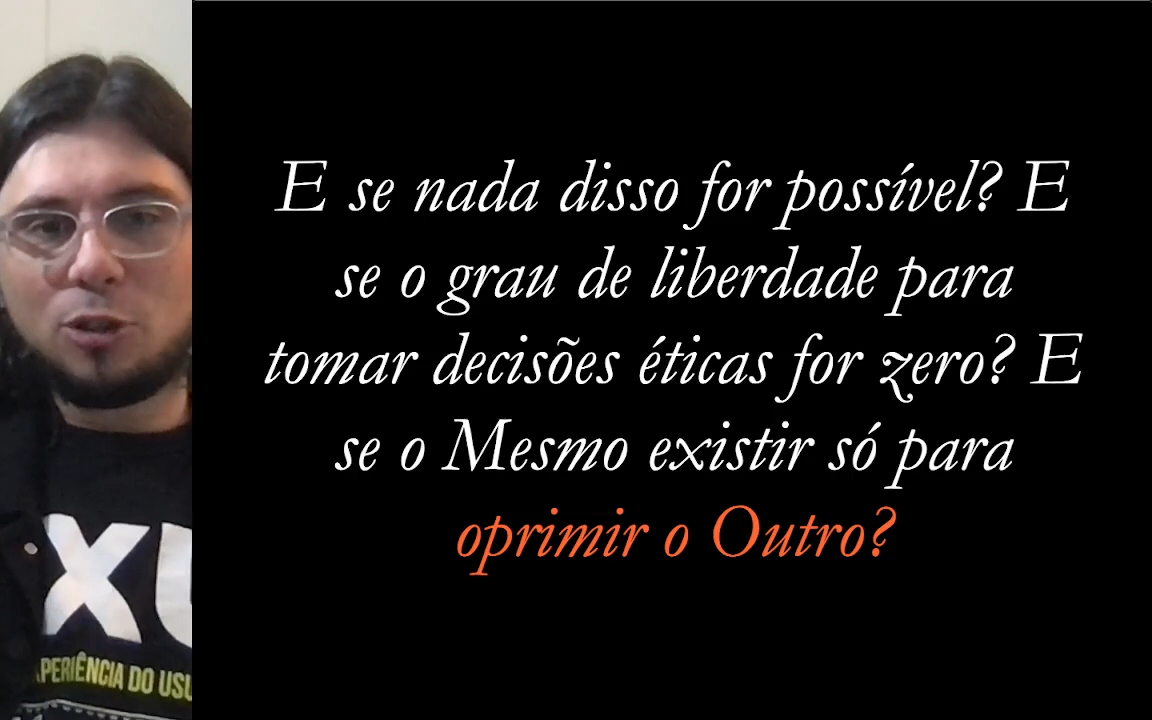 E se nada disso for possível? E
se o grau de liberdade para
tomar decisões éticas for zero? E
se o Mesmo existir só para
oprimir o Outro?
XU
PERIÊNCIA DO USU